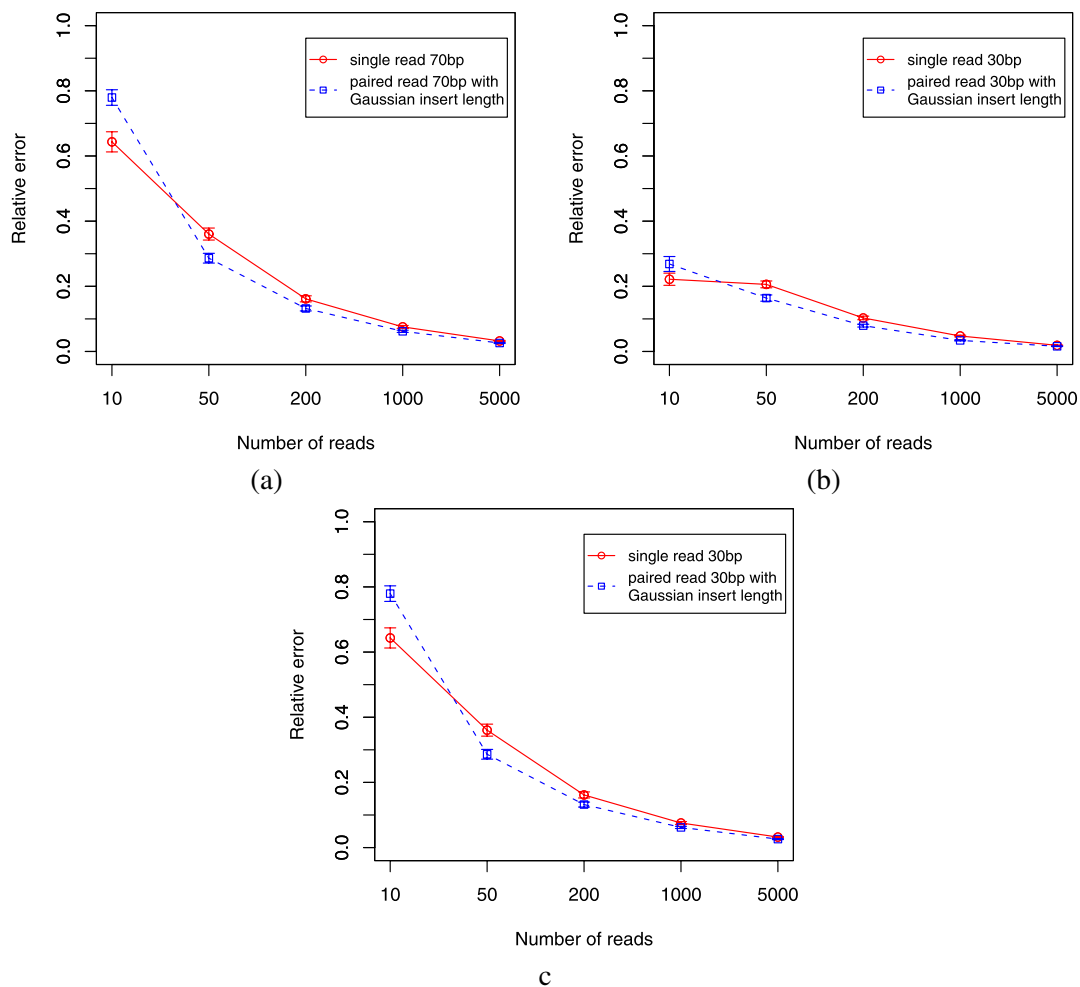 1.0
0.8
0.6
0.4
0.2
0.0
Relative error
single read 70bp
paired read 70bp with
Gaussian insert length
10 50 200 1000 5000
Number of reads
(a)
1.0
0.8
0.6
0.4
0.2
0.0
Relative error
single read 30bp
paired read 30bp with
Gaussian insert length
10 50 200 1000 5000
Number of reads
(b)
1.0
0.8
0.6
0.4
0.2
0.0
Relative error
single read 30bp
paired read 30bp with
Gaussian insert length
10 50 200 1000 5000
Number of reads
c